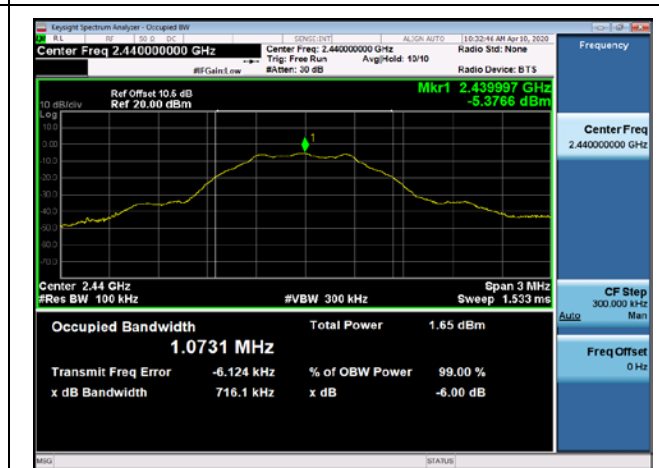 Keysight Spectrum Analyzer - Occupied BW
RL RF 50 Ω DC SENSE:INT ALIGN AUTO 10:32:46 AM Apr 10, 2020
Center Freq 2.440000000 GHz
Center Freq: 2.440000000 GHz Radio Std: None
Trig: Free Run Avg|Hold: 10/10
#IFGain:Low #Atten: 30 dB Radio Device: BTS
Frequency
Ref Offset 10.6 dB Mkr1 2.439997 GHz
10 dB/div Ref 20.00 dBm -5.3766 dBm
Log
10.0
0.00
-10.0
-20.0
-30.0
-40.0
-50.0
-60.0
-70.0
1
Center Freq
2.440000000 GHz
Center 2.44 GHz Span 3 MHz
#Res BW 100 kHz #VBW 300 kHz Sweep 1.533 ms
CF Step
300.000 kHz
Auto Man
Occupied Bandwidth Total Power 1.65 dBm
1.0731 MHz
Freq Offset
0 Hz
Transmit Freq Error -6.124 kHz % of OBW Power 99.00 %
x dB Bandwidth 716.1 kHz x dB -6.00 dB
MSG STATUS